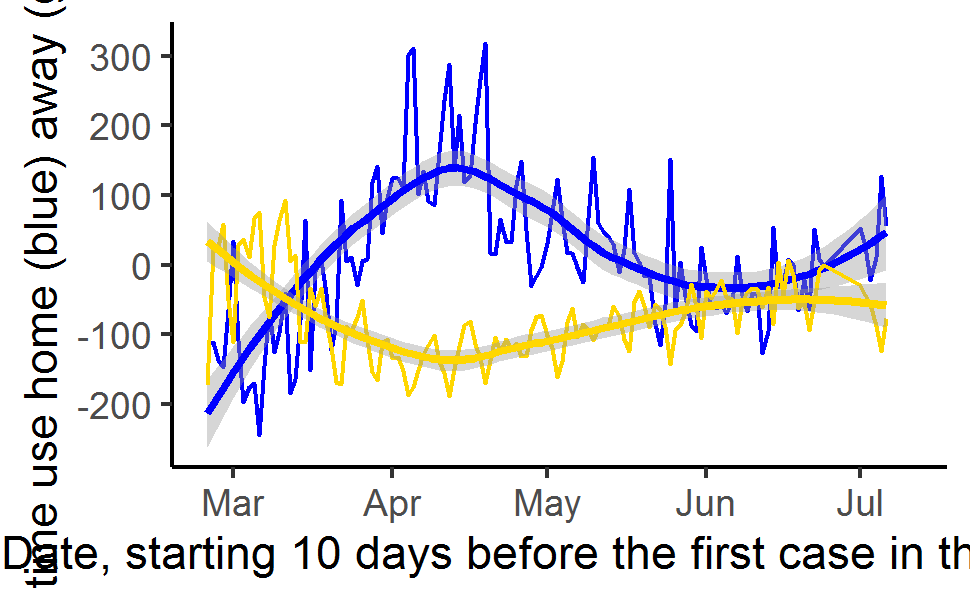 time use home (blue) away (
300
200
100
0
-100
-200
Mar Apr May Jun Jul
Date, starting 10 days before the first case in th